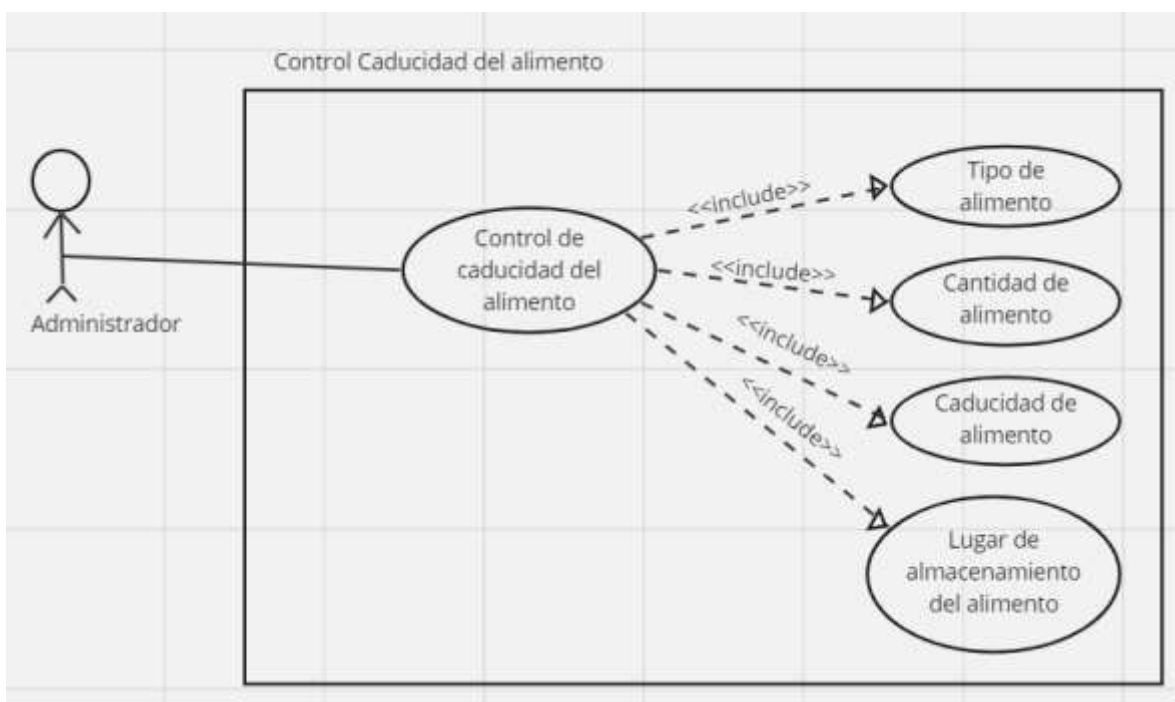 Control Caducidad del alimento
Administrador
Control de
caducidad del
alimento
<<include>>
<<include>>
<<include>>
<<include>>
Tipo de
alimento
Cantidad de
alimento
Caducidad de
alimento
Lugar de
almacenamiento
del alimento